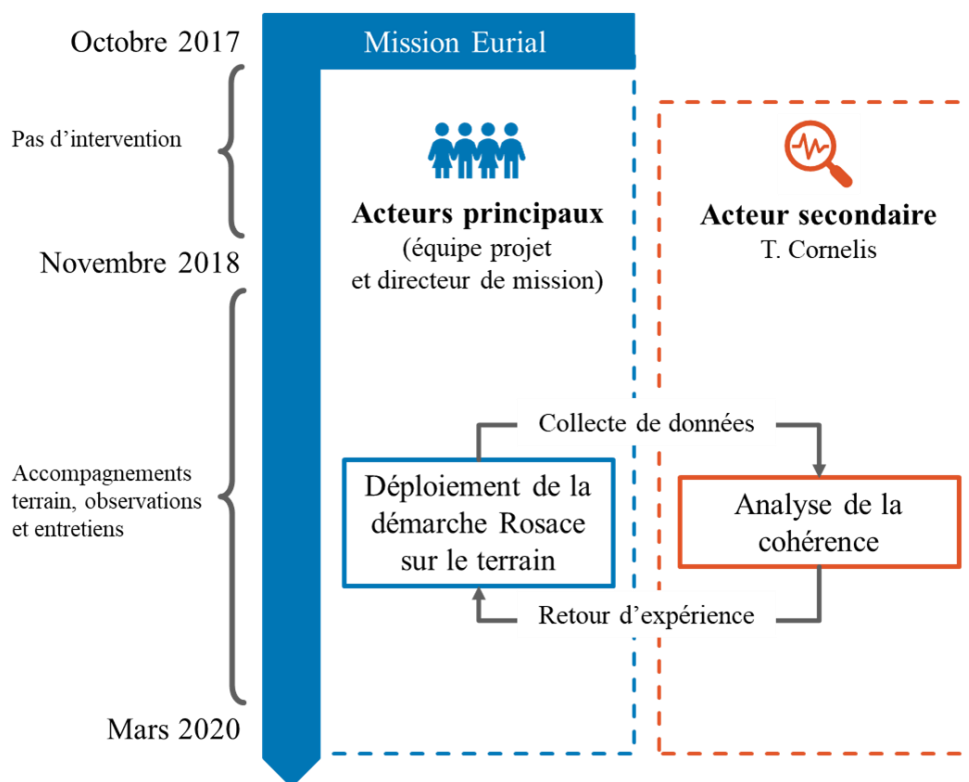 Octobre 2017
Mission Eurial
Pas d’intervention
Acteurs principaux
(équipe projet
et directeur de mission)
Acteur secondaire
T. Cornelis
Novembre 2018
Collecte de données
Accompagnements
terrain, observations
et entretiens
Déploiement de la
démarche Rosace
sur le terrain
Analyse de la
cohérence
Retour d’expérience
Mars 2020